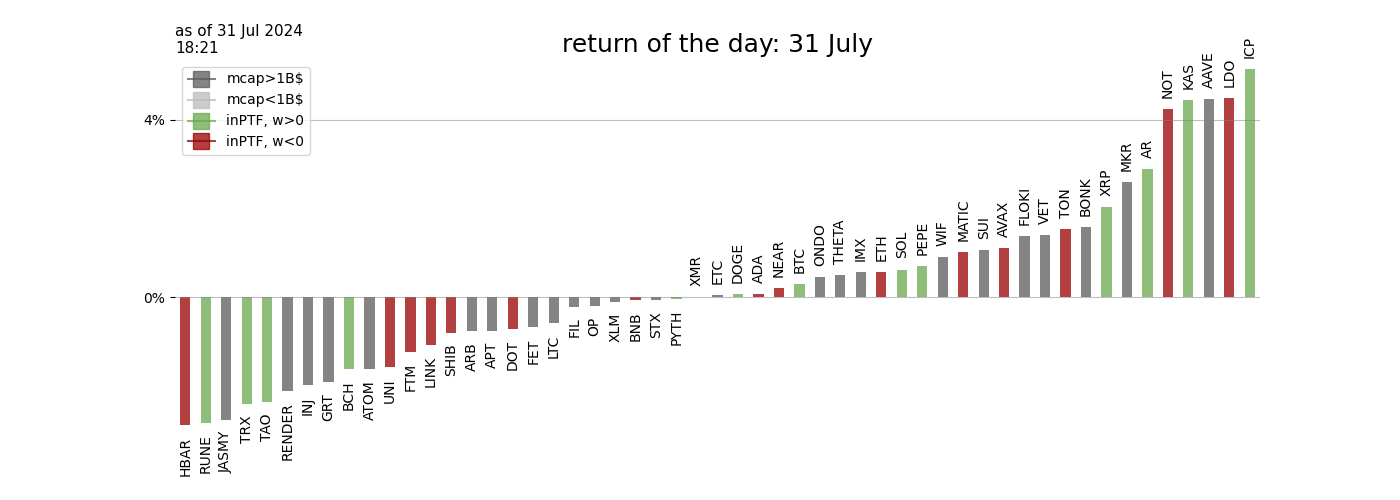 as of 31 Jul 2024
18:21
return of the day: 31 July
mcap>1B$
mcap<1B$
inPTF, w>0
inPTF, w<0
4%
0%
HBAR
RUNE
JASMY
TRX
TAO
RENDER
INJ
GRT
BCH
ATOM
UNI
FTM
LINK
SHIB
ARB
APT
DOT
FET
LTC
FIL
OP
XLM
BNB
STX
PYTH
XMR
ETC
DOGE
ADA
NEAR
BTC
ONDO
THETA
IMX
ETH
SOL
PEPE
WIF
MATIC
SUI
AVAX
FLOKI
VET
TON
BONK
XRP
MKR
AR
NOT
KAS
AAVE
LDO
ICP